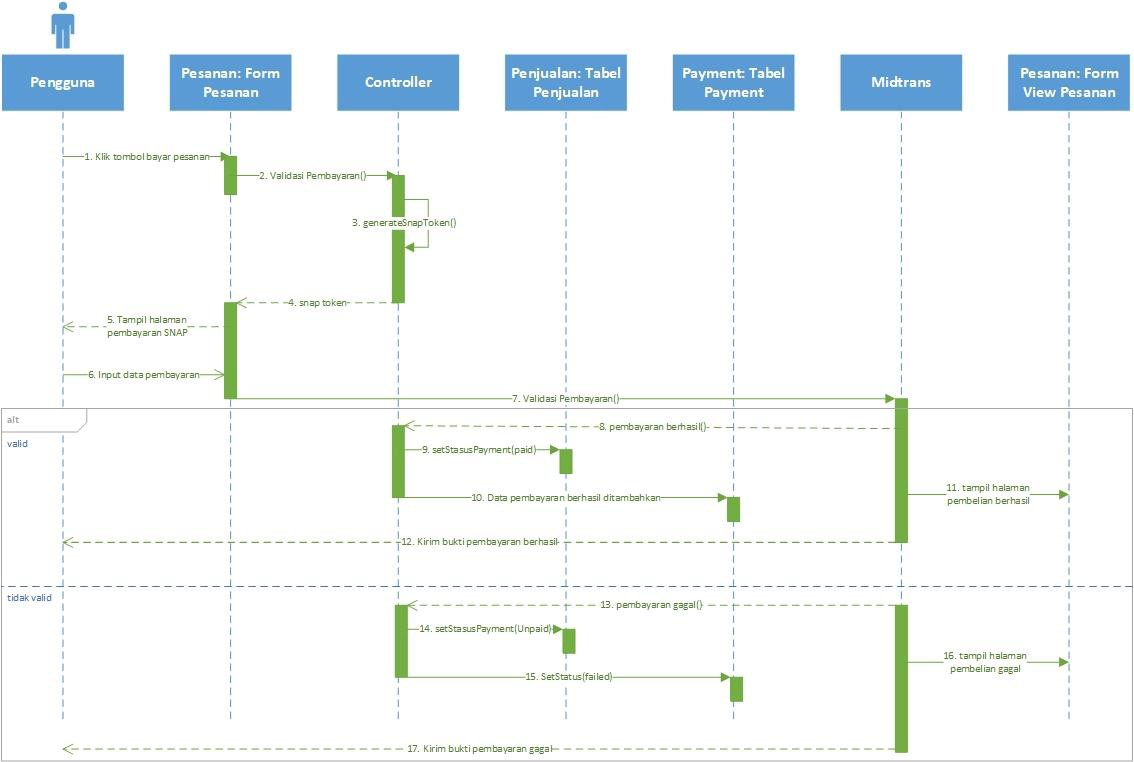 Pengguna
Pesanan: Form
Pesanan
Controller
Penjualan: Tabel
Penjualan
Payment: Tabel
Payment
Midtrans
Pesanan: Form
View Pesanan
1. Klik tombol bayar pesanan
2. Validasi Pembayaran()
3. generateSnapToken()
4. snap token
5. Tampil halaman
pembayaran SNAP
6. Input data pembayaran
7. Validasi Pembayaran()
alt
valid
8. pembayaran berhasil()
9. setStasusPayment(paid)
10. Data pembayaran berhasil ditambahkan
11. tampil halaman
pembelian berhasil
12. Kirim bukti pembayaran berhasil
tidak valid
13. pembayaran gagal()
14. setStasusPayment(Unpaid)
15. SetStatus(failed)
16. tampil halaman
pembelian gagal
17. Kirim bukti pembayaran gagal